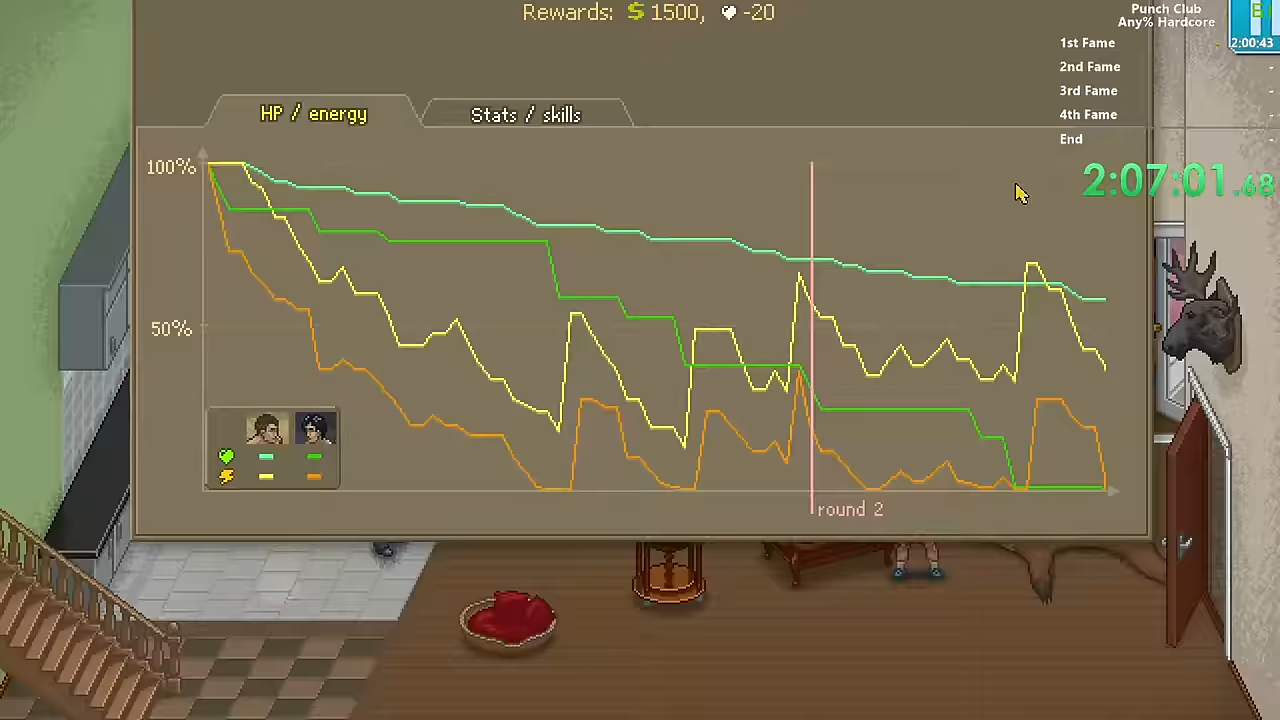 Rewards: $ 1500, -20
Punch Club
Any% Hardcore
2:00:43
1st Fame -
2nd Fame -
3rd Fame -
4th Fame -
End -
2:07:01.68
HP / energy
Stats / skills
100%
50%
round 2